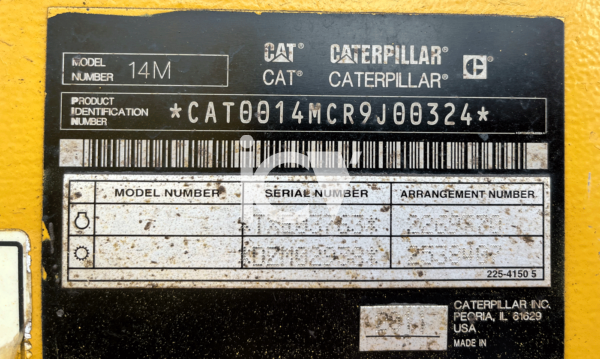 MODEL NUMBER 14M
CAT® CATERPILLAR® C
CAT® CATERPILLAR®
PRODUCT IDENTIFICATION NUMBER *CAT0014MCR9J00324*
icy
MODEL NUMBER SERIAL NUMBER ARRANGEMENT NUMBER
225-4150 5
CATERPILLAR INC.
PEORIA, IL 61629
USA
MADE IN